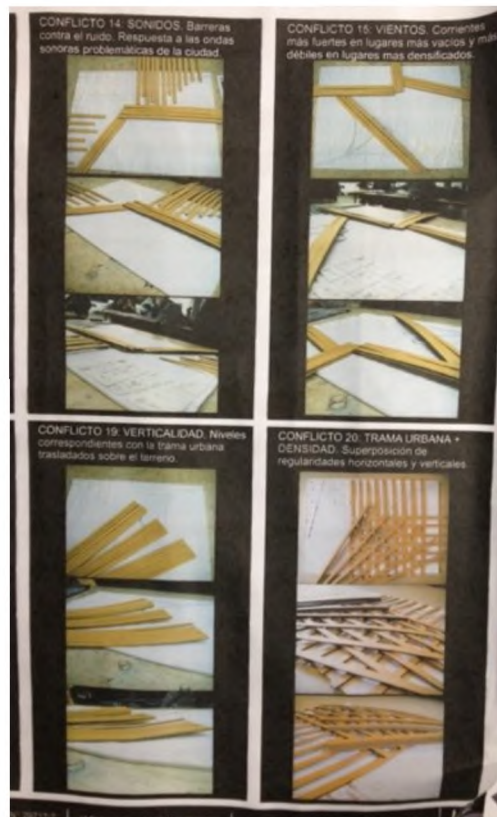 CONFLICTO 14: SONIDOS. Barreras
contra el ruido. Respuesta a las ondas
sonoras problemáticas de la ciudad.
CONFLICTO 15: VIENTOS. Corrientes
más fuertes en lugares más vacíos y más
débiles en lugares mas densificados.
CONFLICTO 19: VERTICALIDAD. Niveles
correspondientes con la trama urbana
trasladados sobre el terreno.
CONFLICTO 20: TRAMA URBANA +
DENSIDAD. Superposición de
regularidades horizontales y verticales.